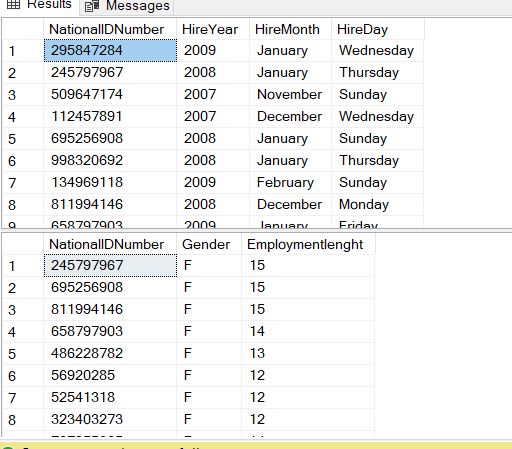 Results Messages
NationalIDNumber HireYear HireMonth HireDay
1 295847284 2009 January Wednesday
2 245797967 2008 January Thursday
3 509647174 2007 November Sunday
4 112457891 2007 December Wednesday
5 695256908 2008 January Sunday
6 998320692 2008 January Thursday
7 134969118 2009 February Sunday
8 811994146 2008 December Monday
9 658797903 2009 January Friday
NationalIDNumber Gender Employmentlenght
1 245797967 F 15
2 695256908 F 15
3 811994146 F 15
4 658797903 F 14
5 486228782 F 13
6 56920285 F 12
7 52541318 F 12
8 323403273 F 12